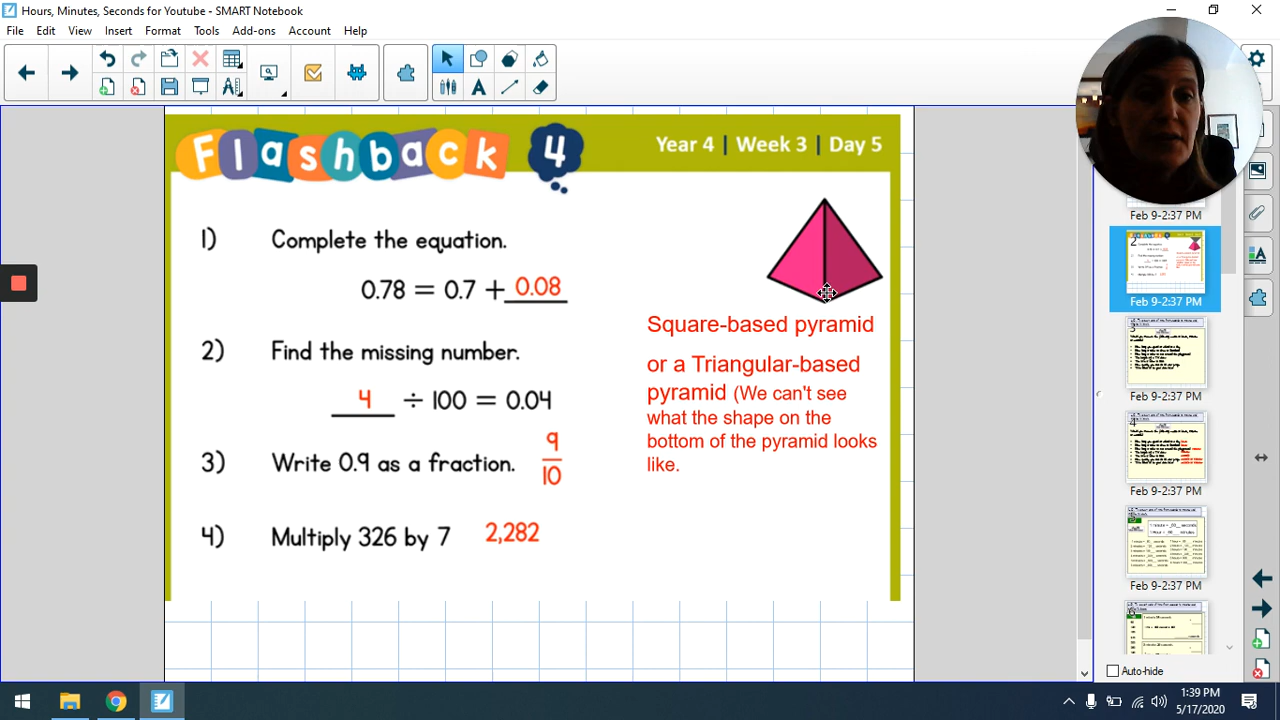 Hours, Minutes, Seconds for Youtube - SMART Notebook
File Edit View Insert Format Tools Add-ons Account Help
Flashback 4
Year 4 | Week 3 | Day 5
1) Complete the equation.
0.78 = 0.7 + 0.08
2) Find the missing number.
4 ÷ 100 = 0.04
3) Write 0.9 as a fraction. 9/10
4) Multiply 326 by 7 2,282
Square-based pyramid
or a Triangular-based
pyramid (We can't see
what the shape on the
bottom of the pyramid looks
like.
Feb 9-2:37 PM
Feb 9-2:37 PM
Feb 9-2:37 PM
Feb 9-2:37 PM
Feb 9-2:37 PM
Auto-hide
1:39 PM
5/17/2020